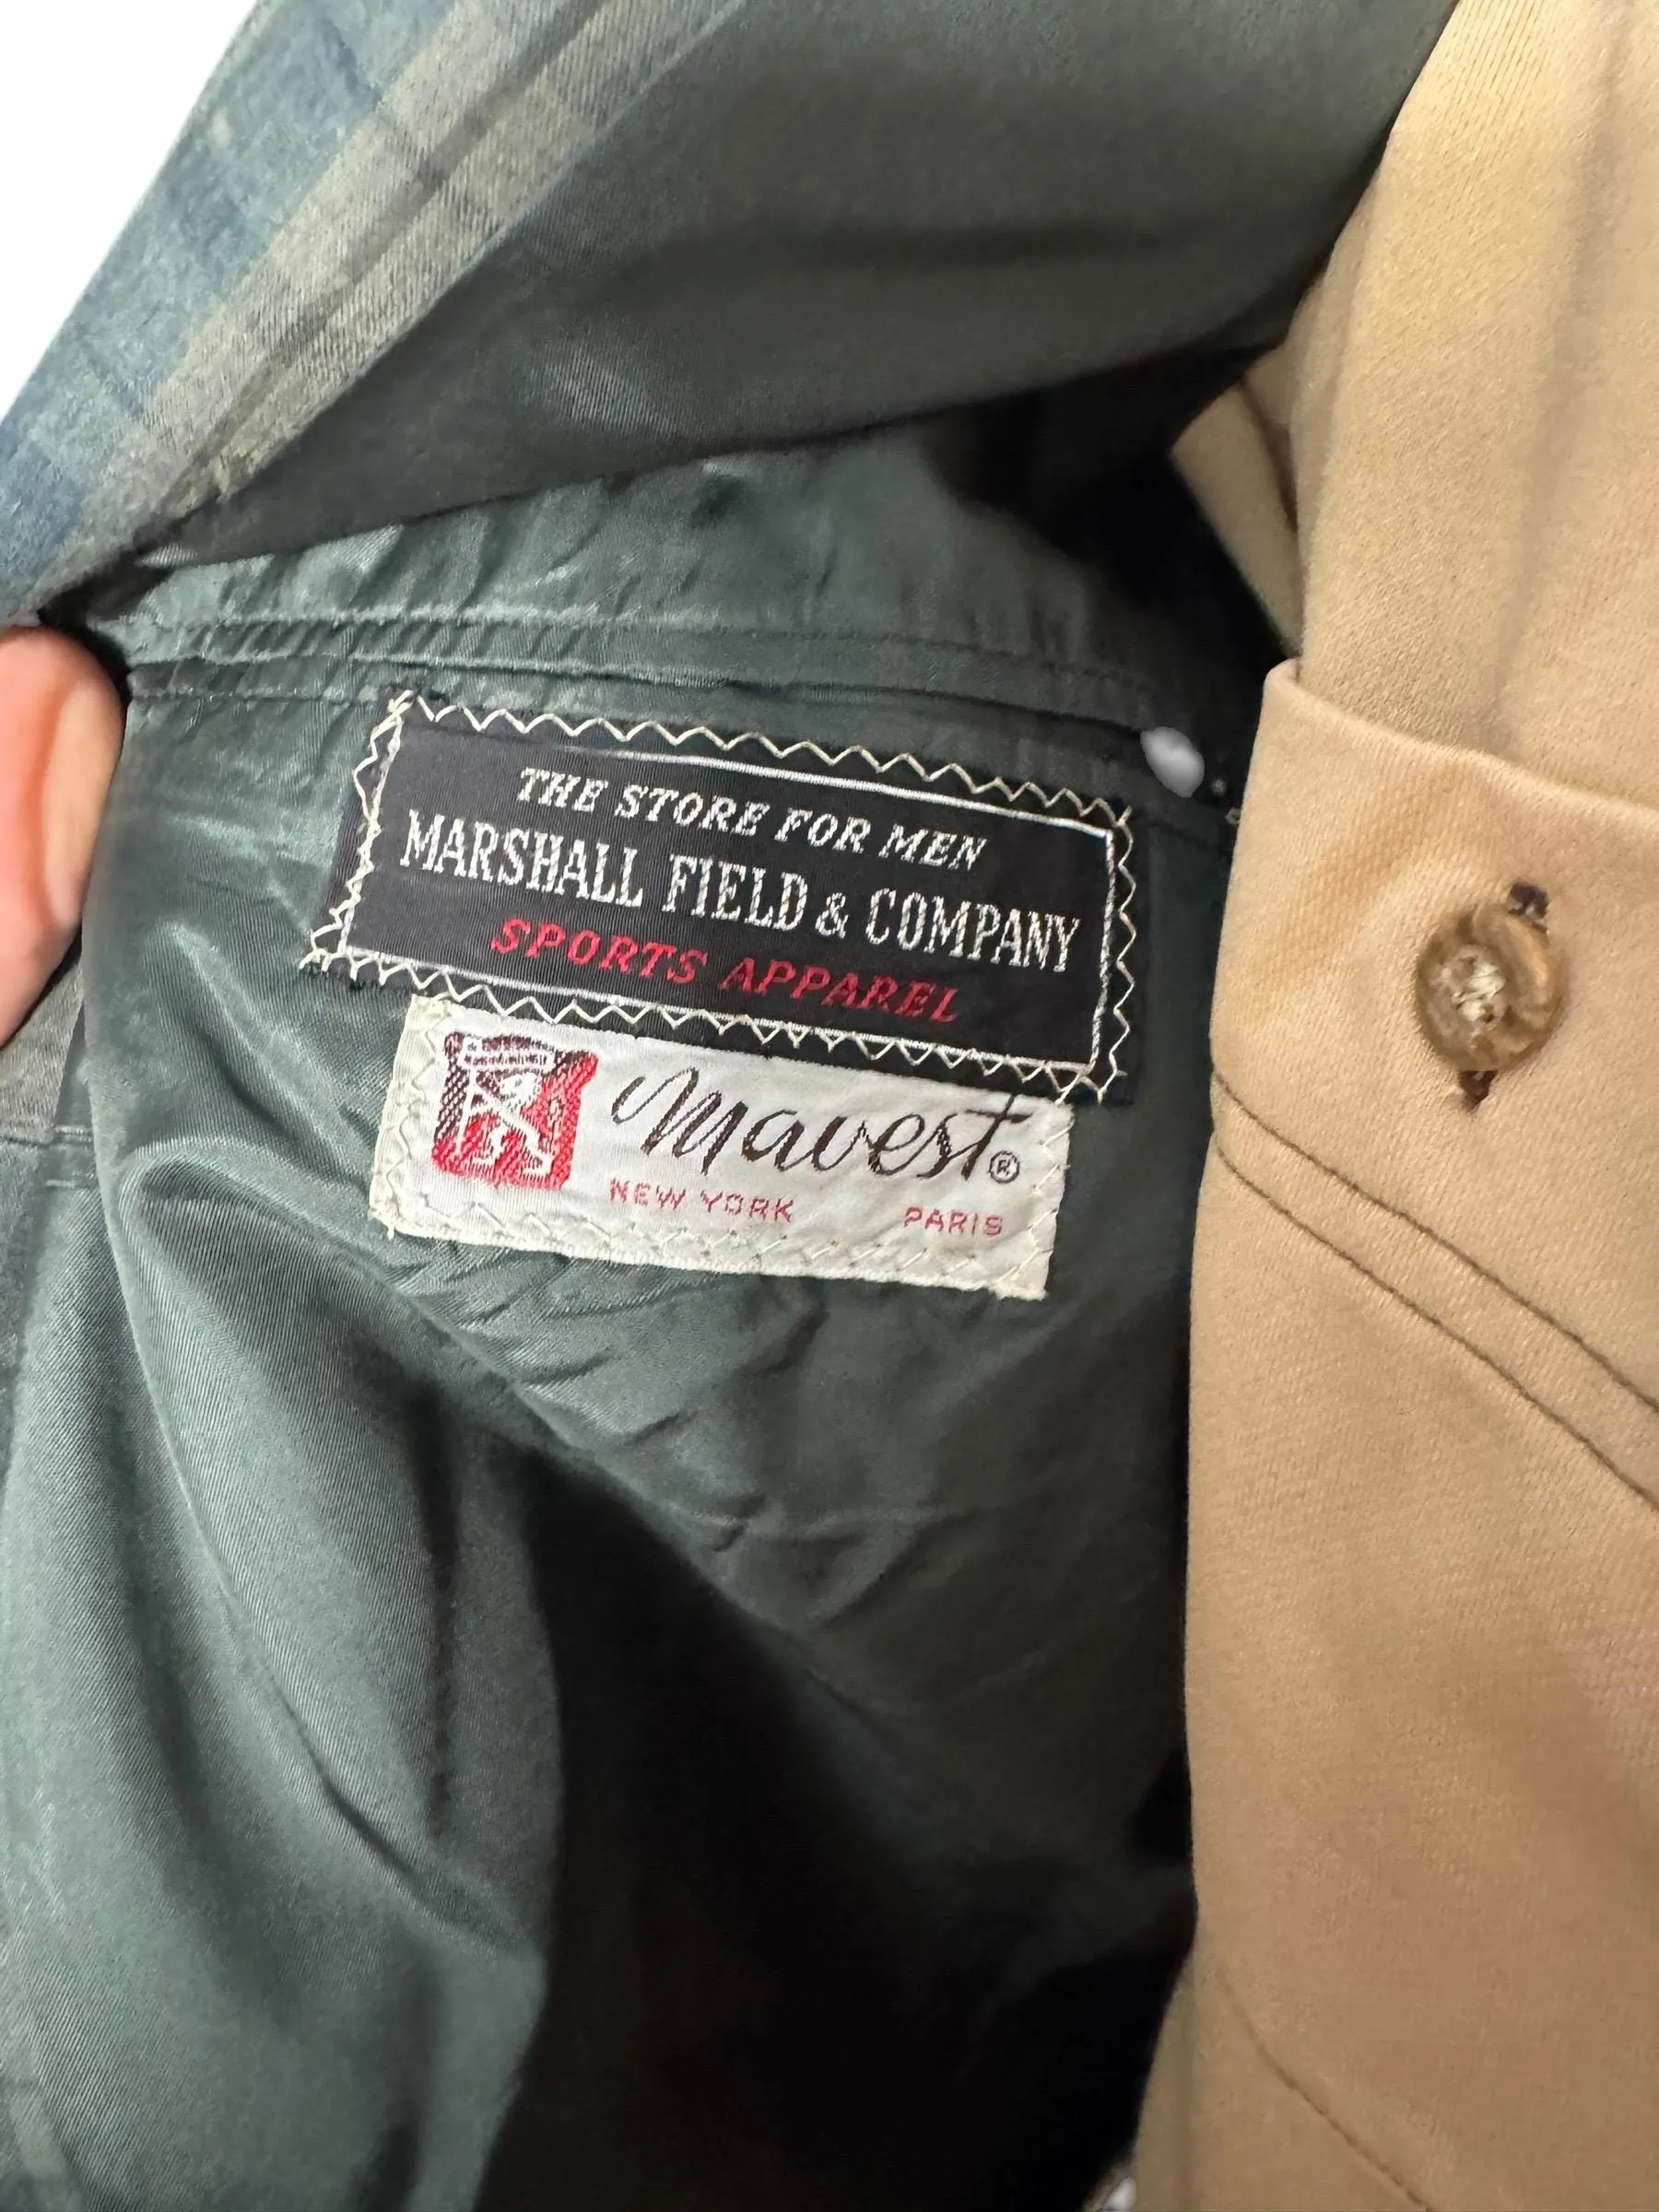 THE STORE FOR MEN
MARSHALL FIELD & COMPANY
SPORTS APPAREL
Mavest®
NEW YORK PARIS